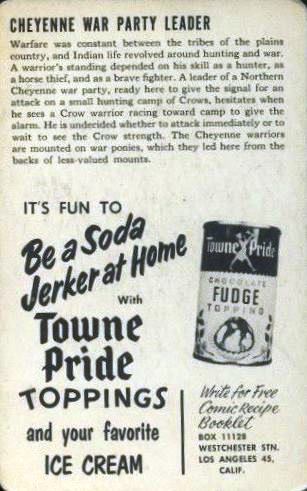 CHEYENNE WAR PARTY LEADER
Warfare was constant between the tribes of the plains
country, and Indian life revolved around hunting and war.
A warrior's standing depended on his skill as a hunter, as
a horse thief, and as a brave fighter. A leader of a Northern
Cheyenne war party, ready here to give the signal for an
attack on a small hunting camp of Crows, hesitates when
he sees a Crow warrior racing toward camp to give the
alarm. He is undecided whether to attack immediately or to
wait to see the Crow strength. The Cheyenne warriors
are mounted on war ponies, which they led here from the
backs of less-valued mounts.
IT'S FUN TO
Be a Soda
Jerker at Home
With
Towne
Pride
TOPPINGS
and your favorite
ICE CREAM
Towne Pride
CHOCOLATE
FUDGE
TOPPING
Write for Free
Comic Recipe
Booklet
BOX 11128
WESTCHESTER STN.
LOS ANGELES 45,
CALIF.